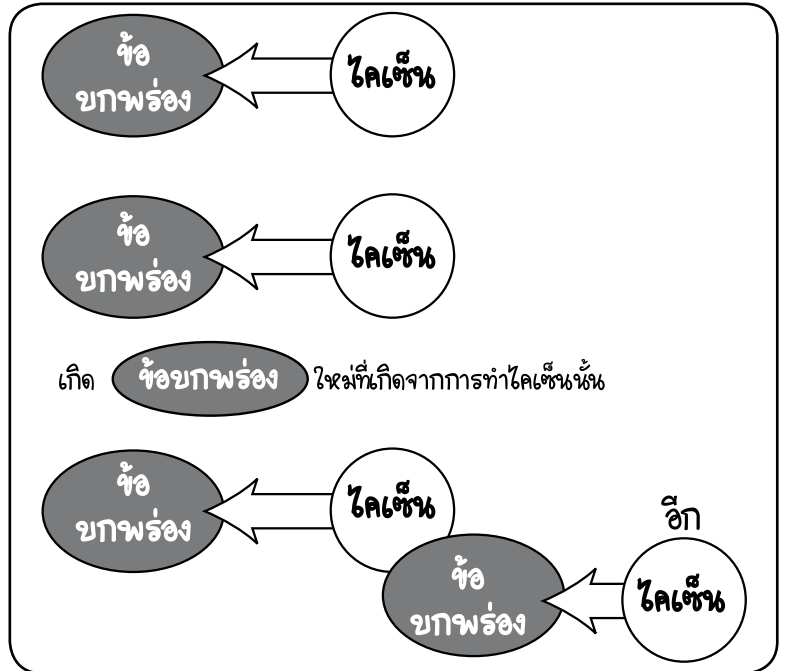 ข้อ
บกพร่อง
ไคเซ็น
ข้อ
บกพร่อง
ไคเซ็น
เกิด ข้อบกพร่อง ใหม่ที่เกิดจากการทำไคเซ็นนั้น
ข้อ
บกพร่อง
ไคเซ็น
อีก
ข้อ
บกพร่อง
ไคเซ็น